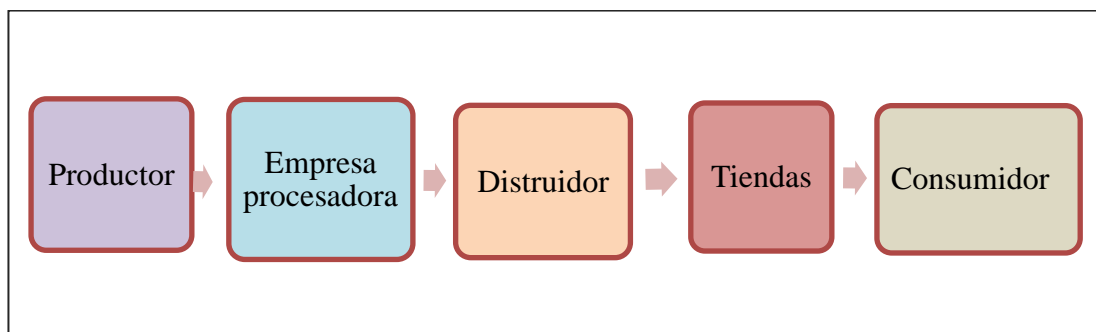 Productor
Empresa
procesadora
Distruidor
Tiendas
Consumidor